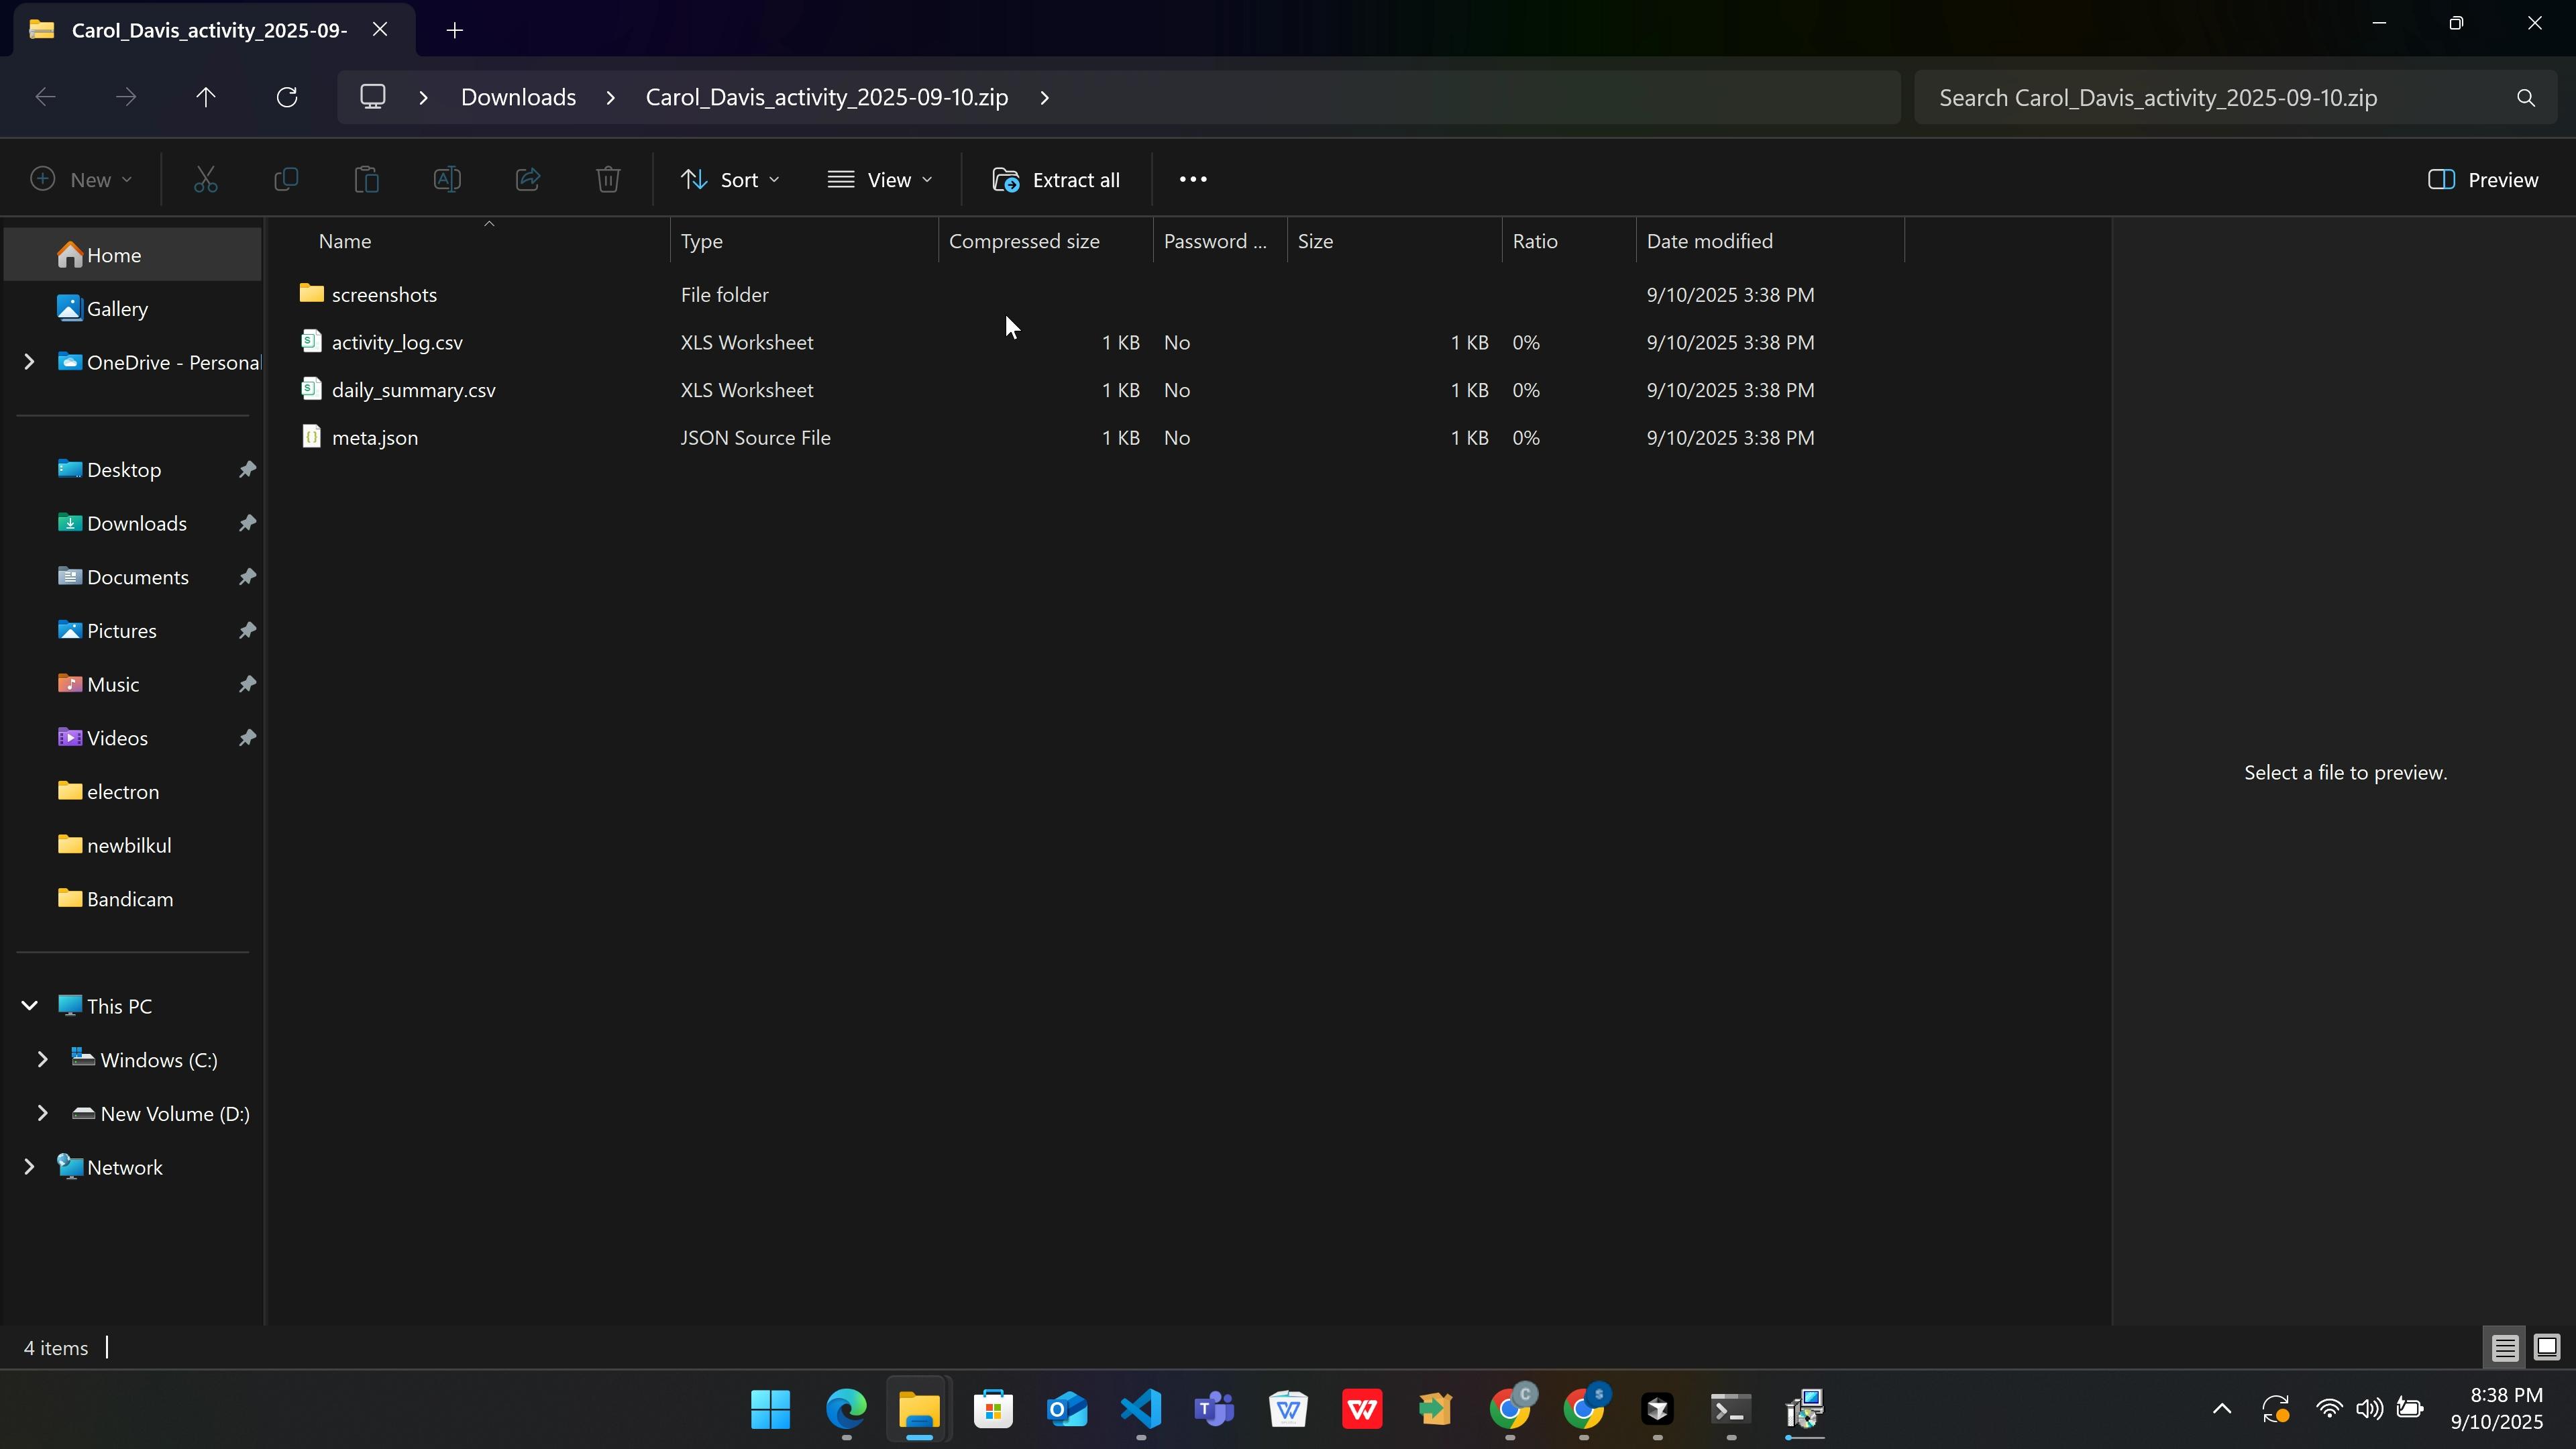 Carol_Davis_activity_2025-09-
Downloads Carol_Davis_activity_2025-09-10.zip
Search Carol_Davis_activity_2025-09-10.zip
New
Sort
View
Extract all
Preview
Home
Gallery
OneDrive - Personal
Desktop
Downloads
Documents
Pictures
Music
Videos
electron
newbilkul
Bandicam
This PC
Windows (C:)
New Volume (D:)
Network
Name Type Compressed size Password ... Size Ratio Date modified
screenshots File folder 9/10/2025 3:38 PM
activity_log.csv XLS Worksheet 1 KB No 1 KB 0% 9/10/2025 3:38 PM
daily_summary.csv XLS Worksheet 1 KB No 1 KB 0% 9/10/2025 3:38 PM
meta.json JSON Source File 1 KB No 1 KB 0% 9/10/2025 3:38 PM
Select a file to preview.
4 items
8:38 PM
9/10/2025